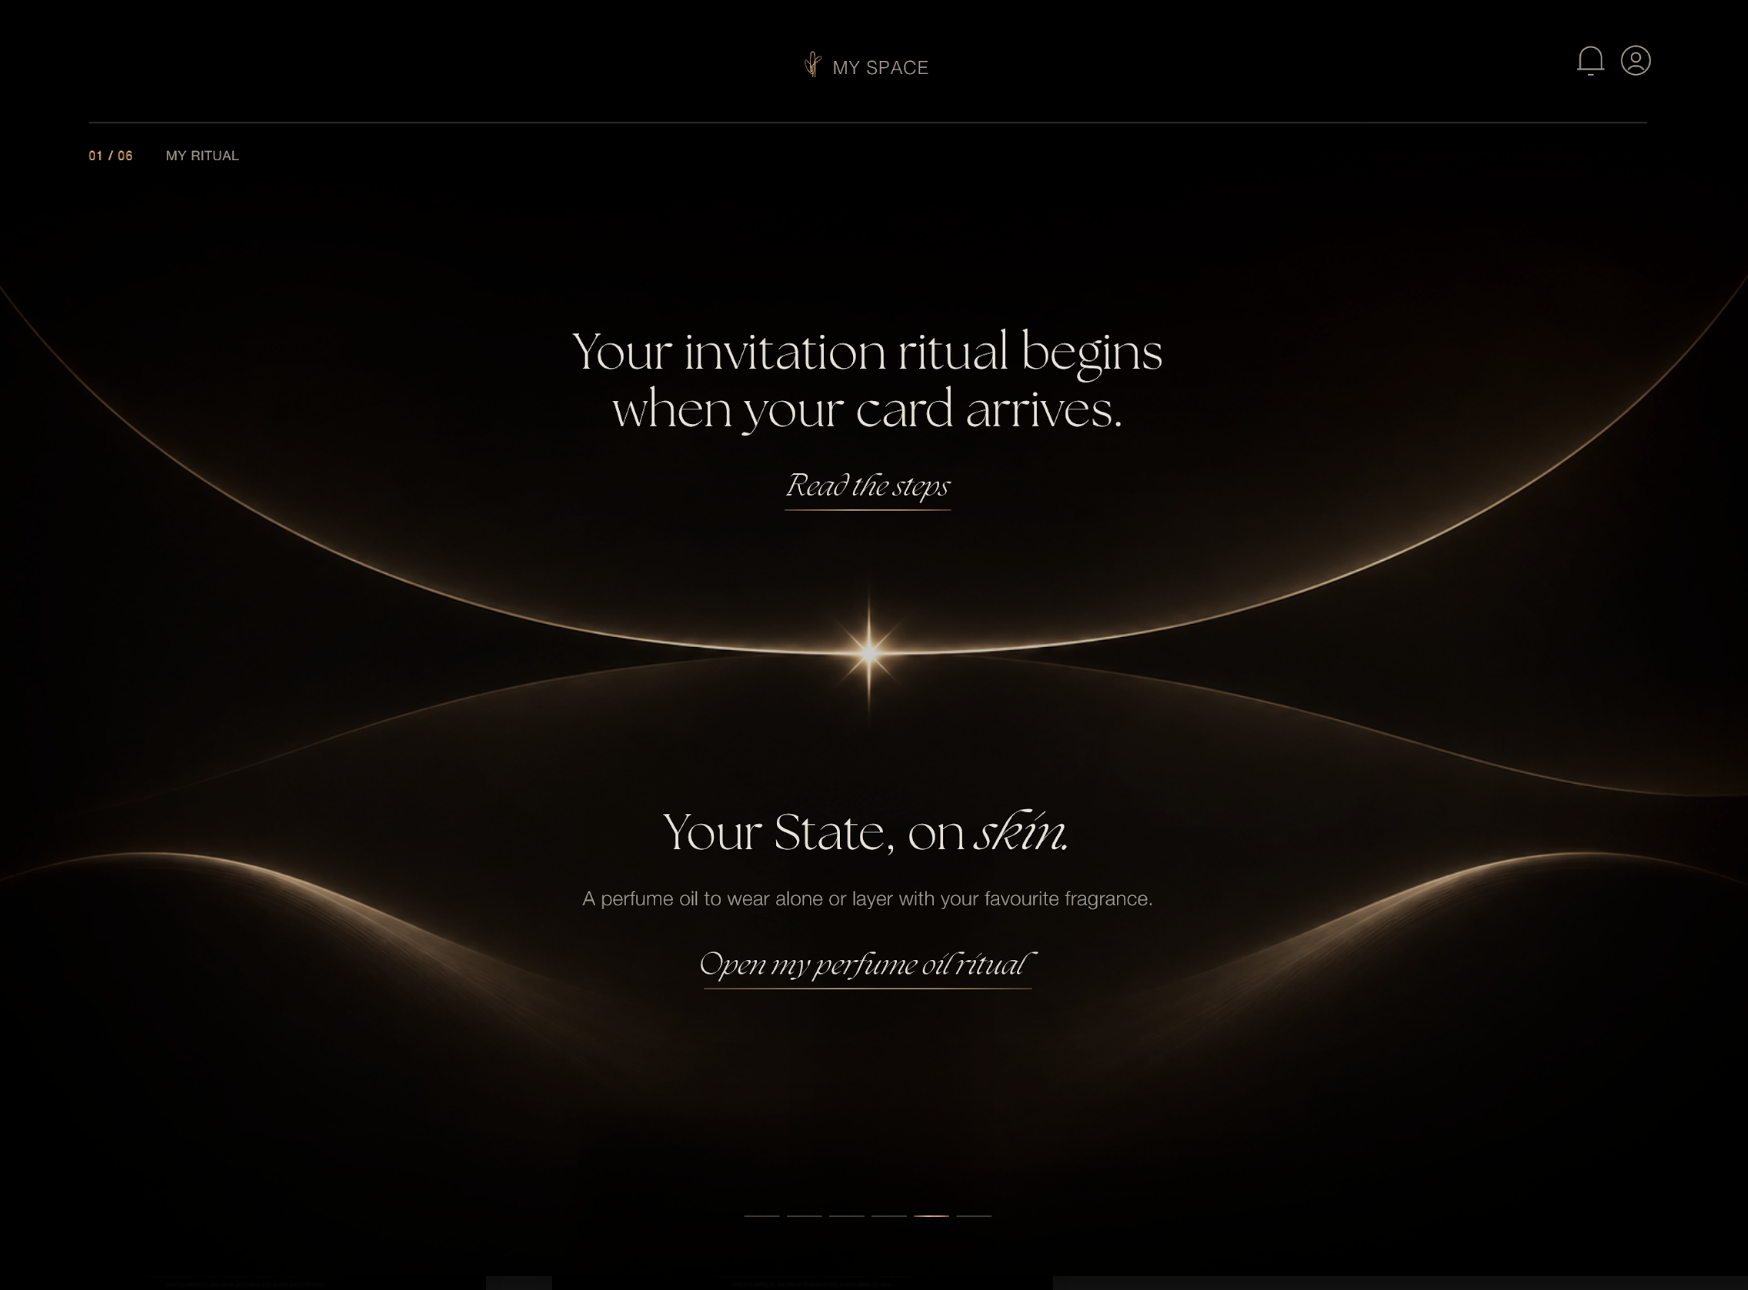 MY SPACE
01 / 06 MY RITUAL
Your invitation ritual begins
when your card arrives.
Read the steps
Your State, on skin.
A perfume oil to wear alone or layer with your favourite fragrance.
Open my perfume oil ritual